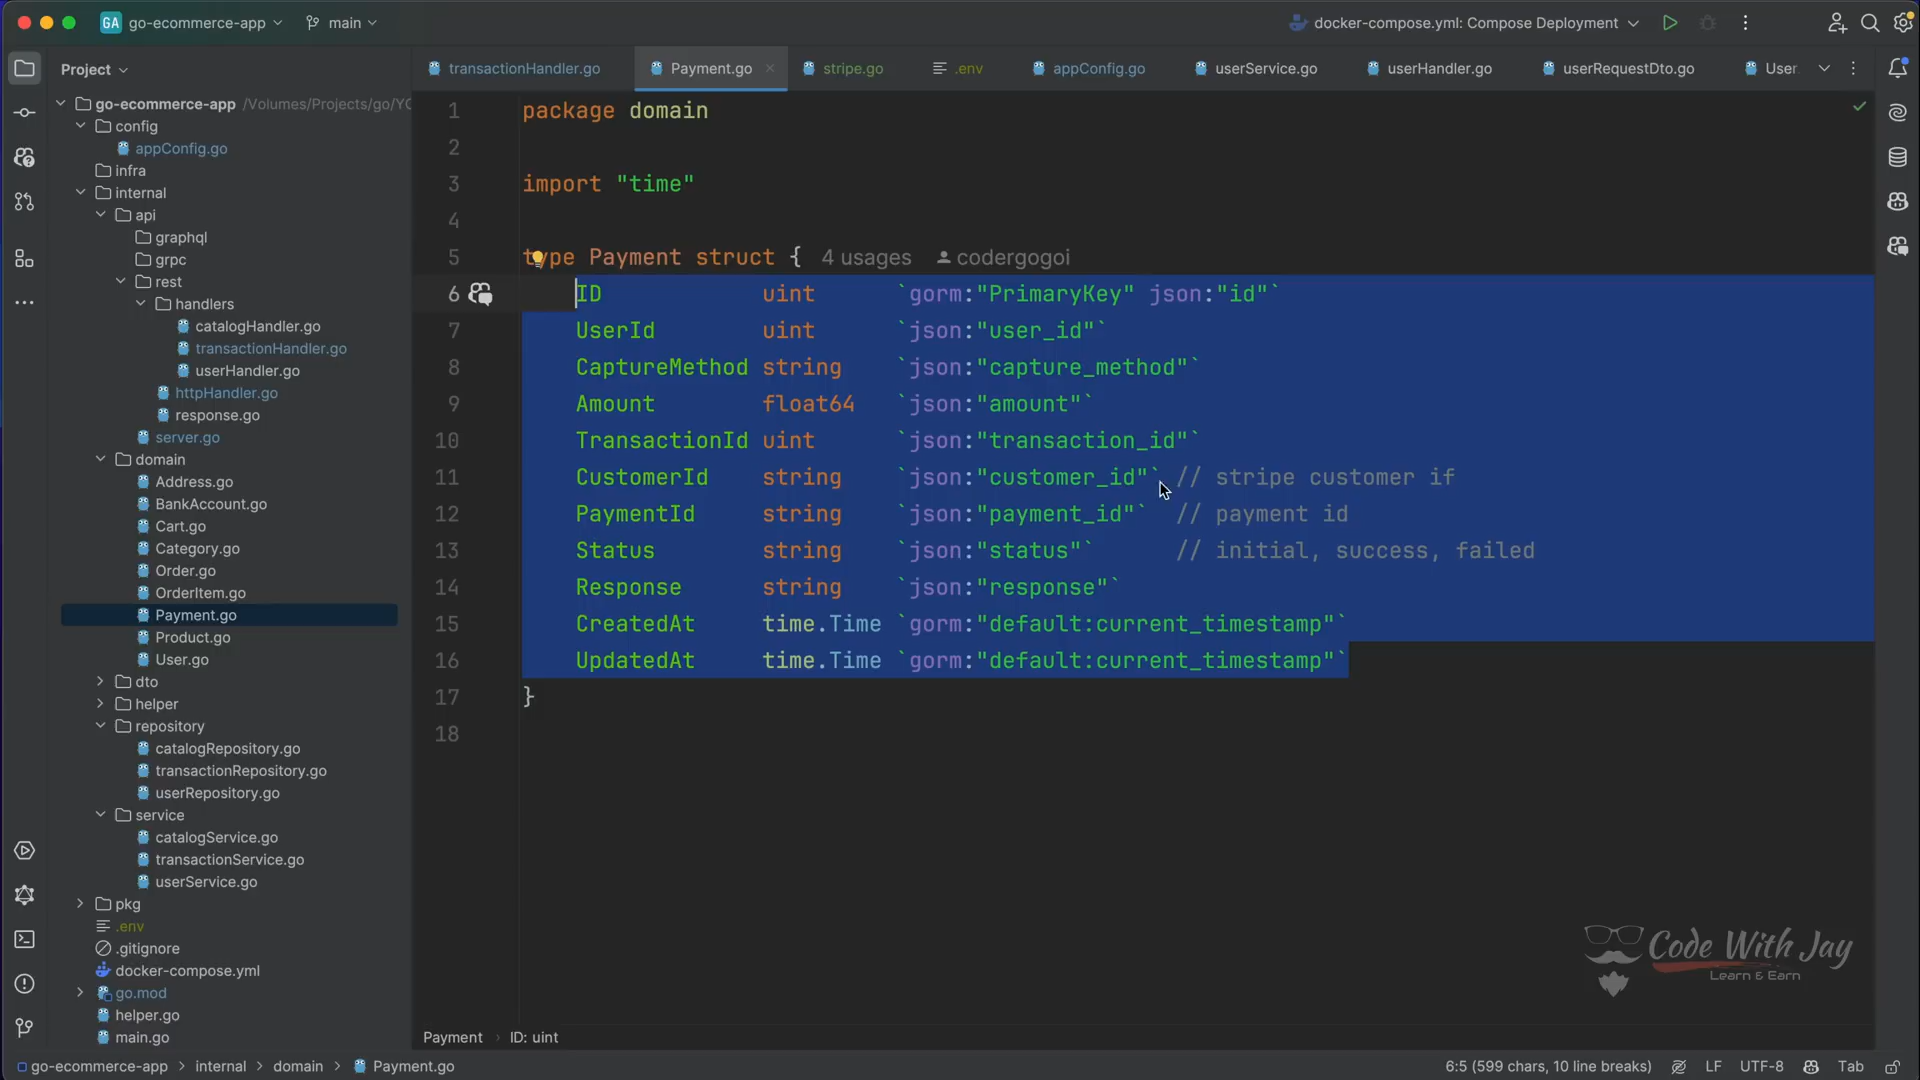 GA go-ecommerce-app main docker-compose.yml: Compose Deployment
Project
transactionHandler.go Payment.go stripe.go .env appConfig.go userService.go userHandler.go userRequestDto.go User
go-ecommerce-app /Volumes/Projects/go/YC
config
appConfig.go
infra
internal
api
graphql
grpc
rest
handlers
catalogHandler.go
transactionHandler.go
userHandler.go
httpHandler.go
response.go
server.go
domain
Address.go
BankAccount.go
Cart.go
Category.go
Order.go
OrderItem.go
Payment.go
Product.go
User.go
dto
helper
repository
catalogRepository.go
transactionRepository.go
userRepository.go
service
catalogService.go
transactionService.go
userService.go
pkg
.env
.gitignore
docker-compose.yml
go.mod
helper.go
main.go
1 package domain
2
3 import "time"
4
5 type Payment struct { 4 usages codergogoi
6 ID uint `gorm:"PrimaryKey" json:"id"`
7 UserId uint `json:"user_id"`
8 CaptureMethod string `json:"capture_method"`
9 Amount float64 `json:"amount"`
10 TransactionId uint `json:"transaction_id"`
11 CustomerId string `json:"customer_id"` // stripe customer if
12 PaymentId string `json:"payment_id"` // payment id
13 Status string `json:"status"` // initial, success, failed
14 Response string `json:"response"`
15 CreatedAt time.Time `gorm:"default:current_timestamp"`
16 UpdatedAt time.Time `gorm:"default:current_timestamp"`
17 }
18
Code With Jay
Learn & Earn
Payment › ID: uint
go-ecommerce-app › internal › domain › Payment.go 6:5 (599 chars, 10 line breaks) LF UTF-8 Tab